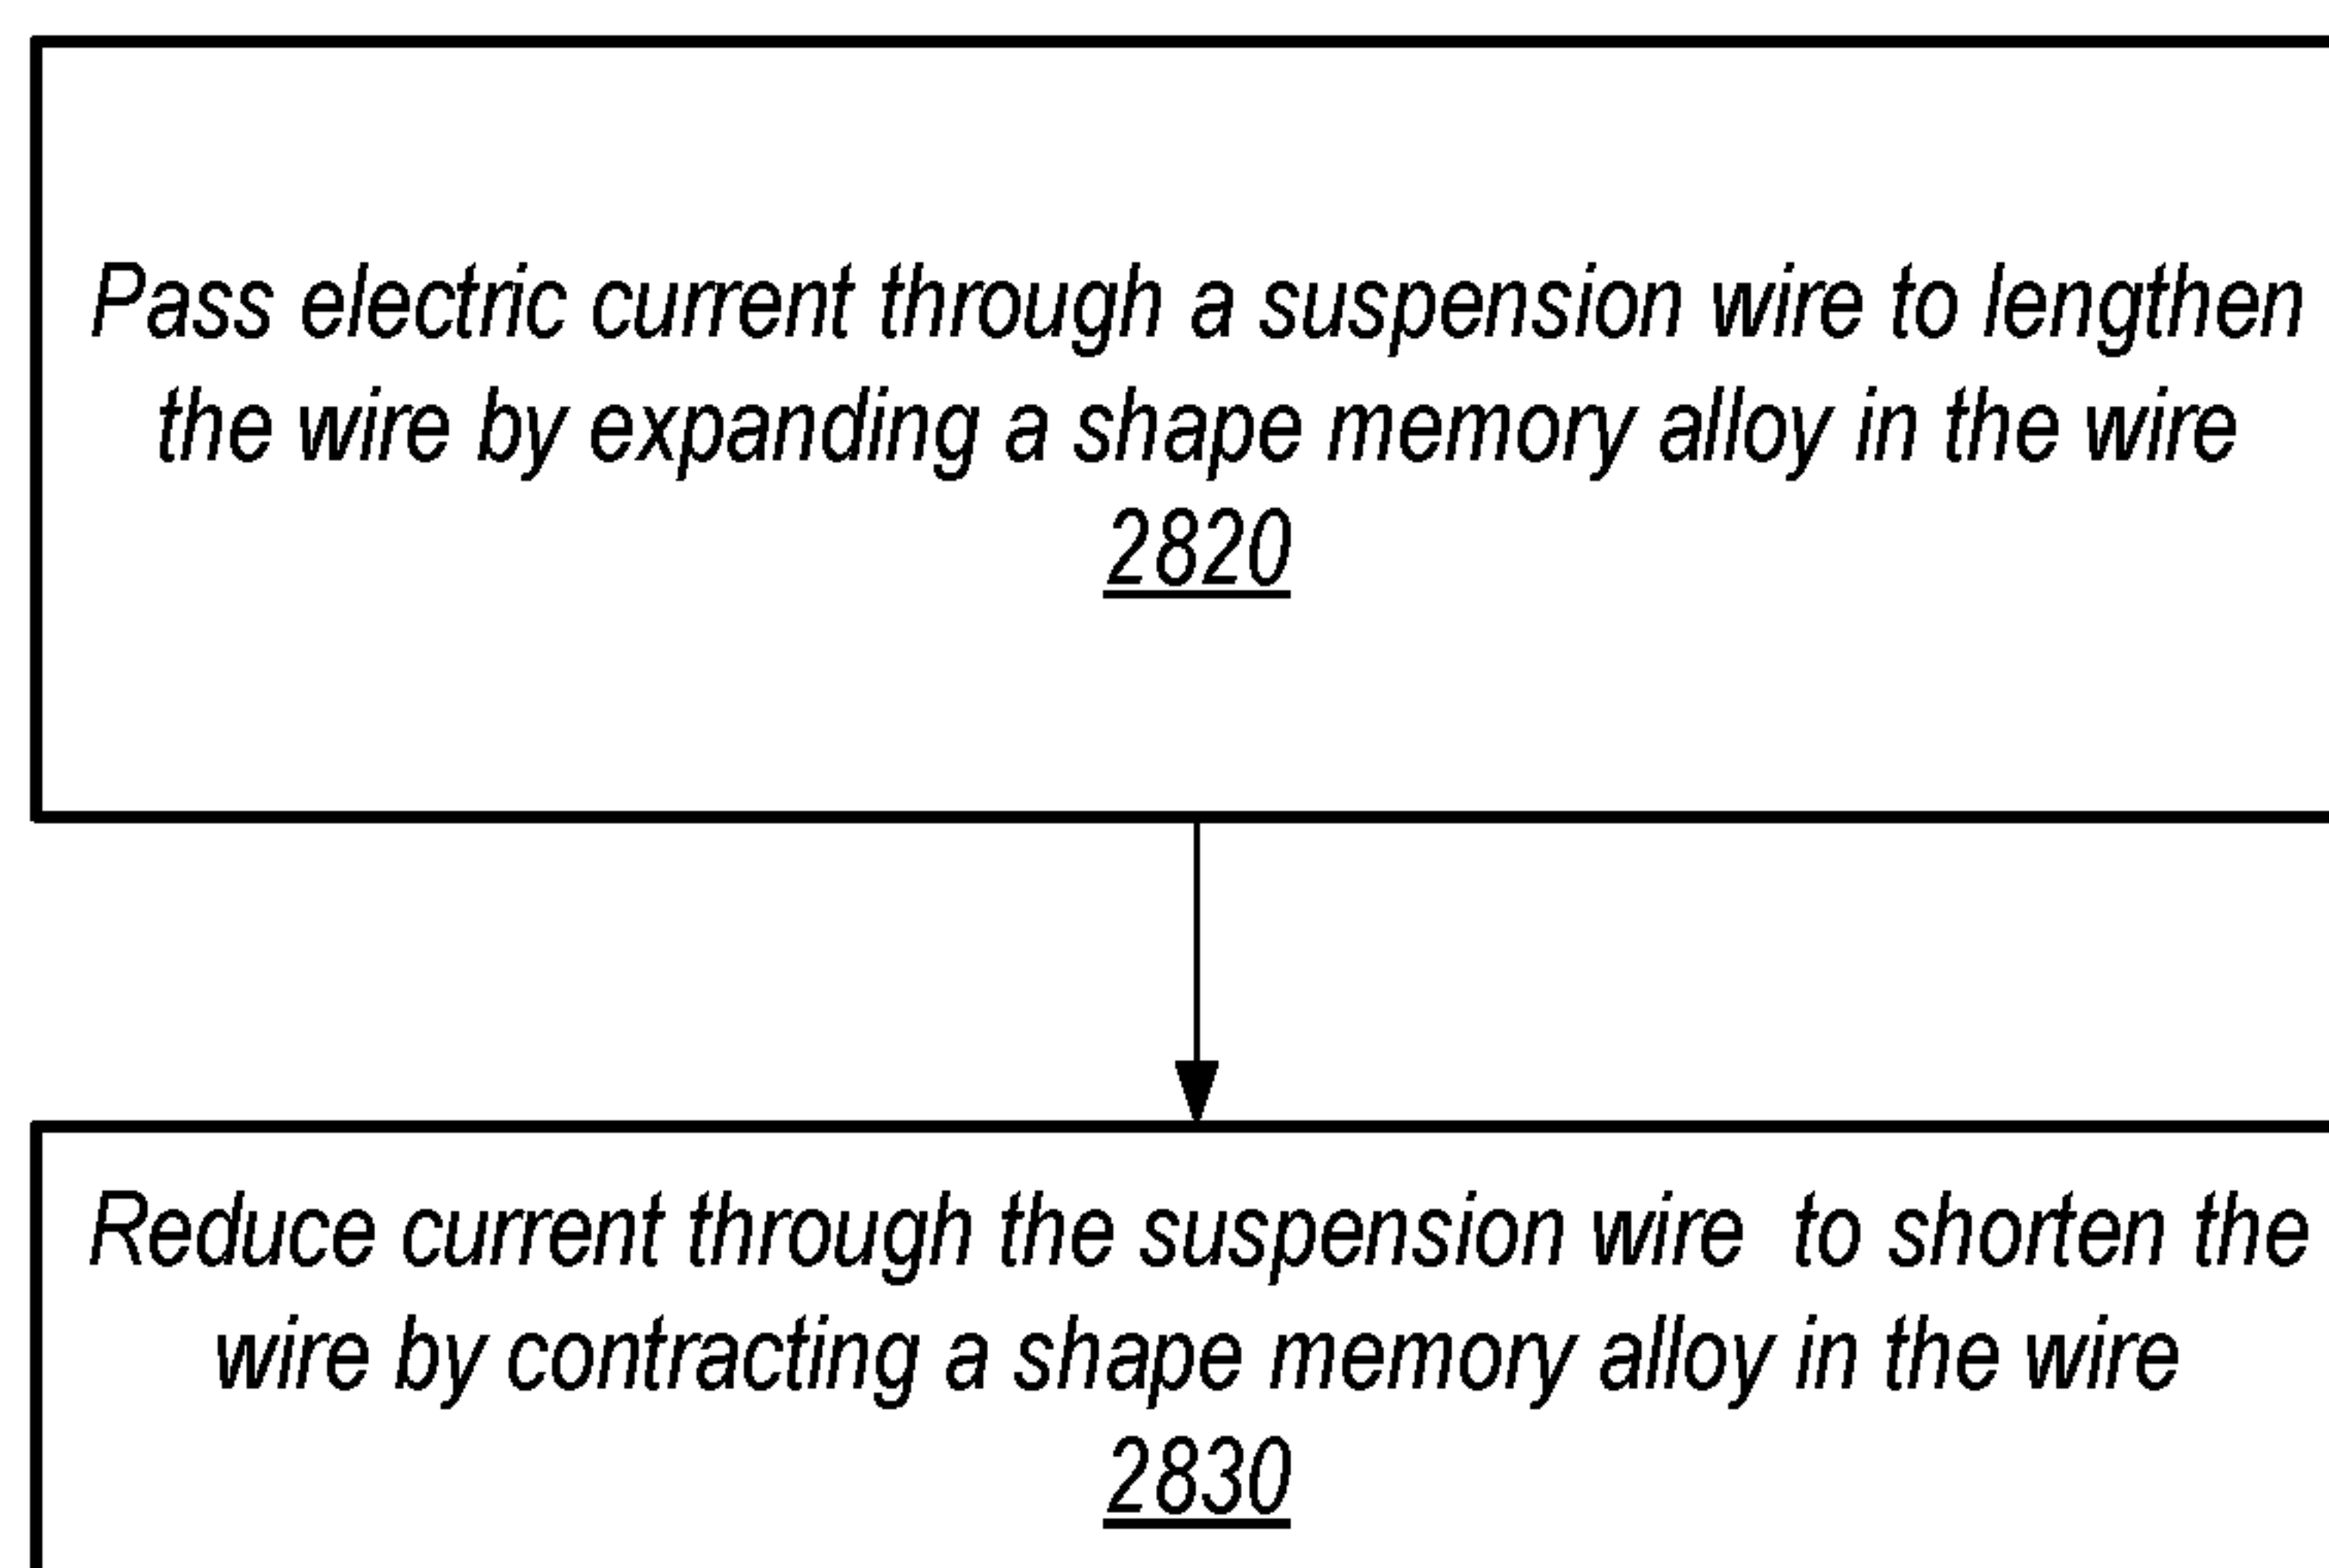 Pass electric current through a suspension wire to lengthen
the wire by expanding a shape memory alloy in the wire
2820
Reduce current through the suspension wire  to shorten the
wire by contracting a shape memory alloy in the wire
2830